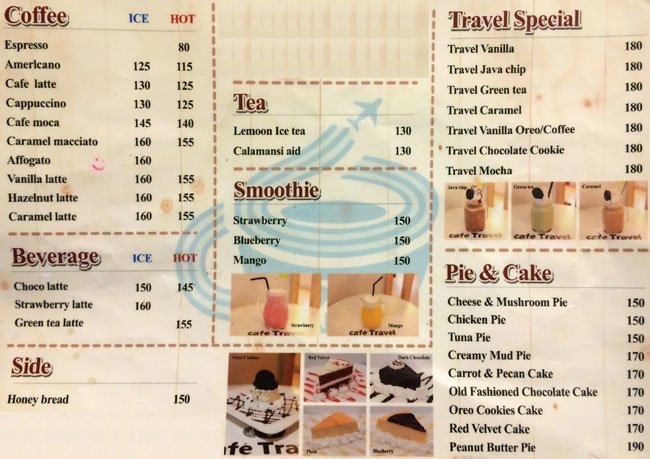 Coffee ICE HOT
Espresso 80
Amerlcano 125 115
Cafe latte 130 125
Cappuccino 130 125
Cafe moca 145 140
Caramel macciato 160 155
Affogato 160
Vanilla latte 160 155
Hazelnut latte 160 155
Caramel latte 160 155
Beverage ICE HOT
Choco latte 150 145
Strawberry latte 160
Green tea latte 155
Side
Honey bread 150
Tea
Lemoon Ice tea 130
Calamansi aid 130
Smoothie
Strawberry 150
Blueberry 150
Mango 150
Strawberry
cafe Travel
Mango
cafe Travel
Oreo Cookies
Red Velvet
Dark Chocolate
Plain
Blueberry
Travel Special
Travel Vanilla 180
Travel Java chip 180
Travel Green tea 180
Travel Caramel 180
Travel Vanilla Oreo/Coffee 180
Travel Chocolate Cookie 180
Travel Mocha 180
Java chip
Green tea
Caramel
cafe Travel
cafe Travel
cafe Travel
Pie & Cake
Cheese & Mushroom Pie 150
Chicken Pie 150
Tuna Pie 150
Creamy Mud Pie 170
Carrot & Pecan Cake 170
Old Fashioned Chocolate Cake 170
Oreo Cookies Cake 170
Red Velvet Cake 170
Peanut Butter Pie 190